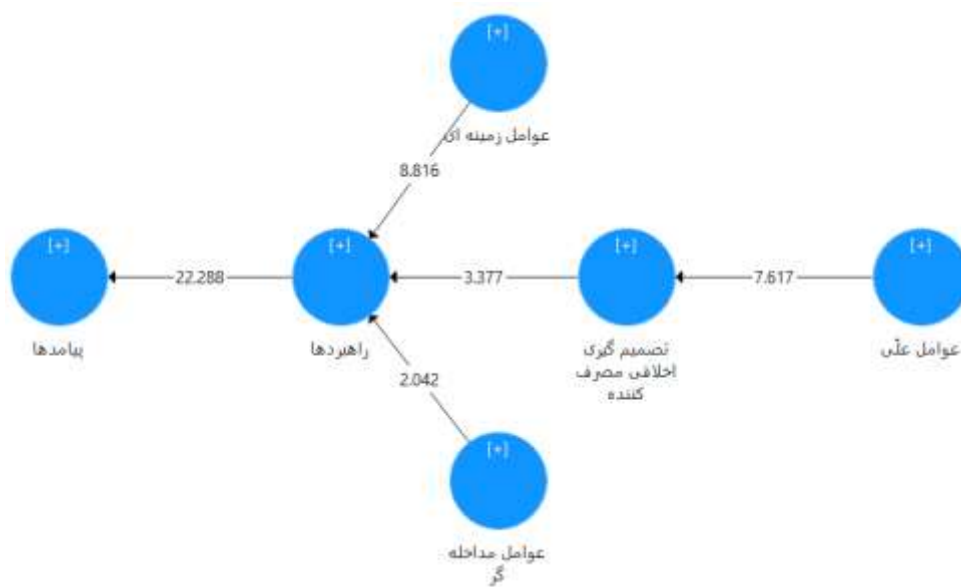 [+]
عوامل زمینه ای
8.816
[+]
عوامل علّی
7.617
[+]
تصمیم گیری
اخلاقی مصرف
کننده
3.377
[+]
راهبردها
22.288
[+]
پیامدها
2.042
[+]
عوامل مداخله
گر